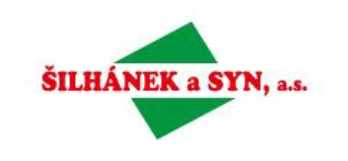 ŠILHÁNEK a SYN, a.s.